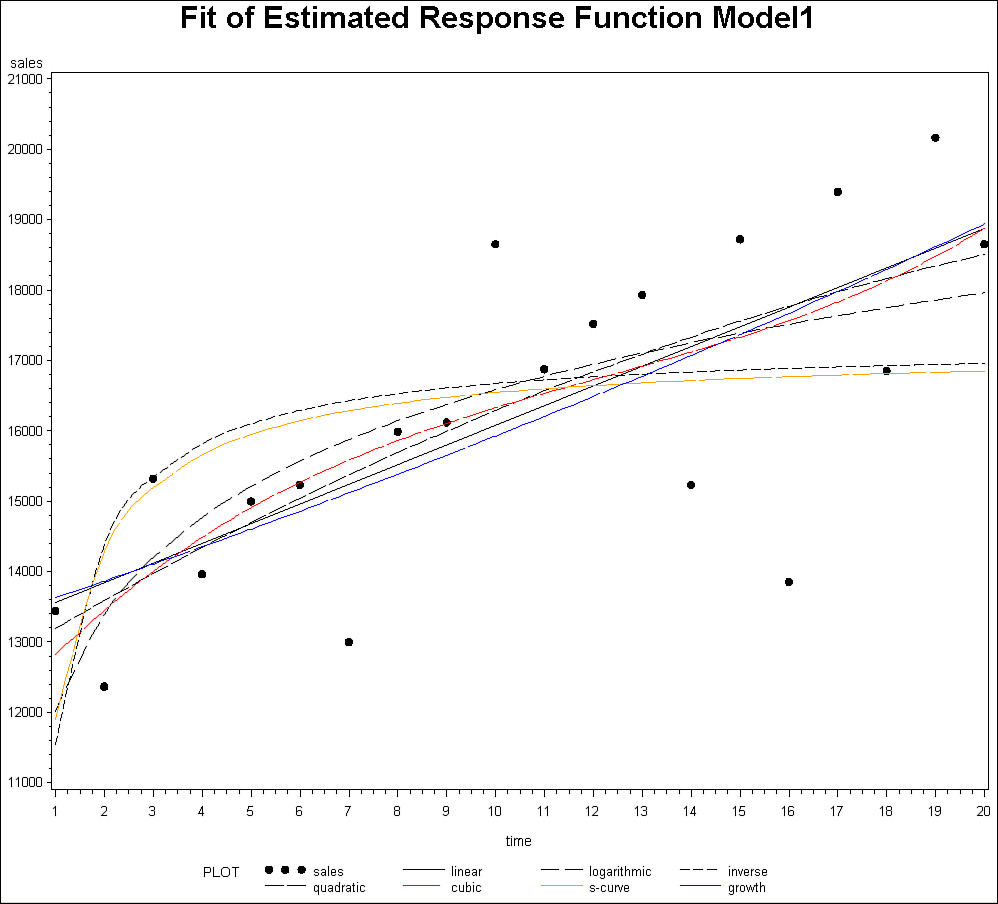 Fit of Estimated Response Function Model1
sales
21000
20000
19000
18000
17000
16000
15000
14000
13000
12000
11000
1 2 3 4 5 6 7 8 9 10 11 12 13 14 15 16 17 18 19 20
time
PLOT sales linear logarithmic inverse
quadratic cubic s-curve growth